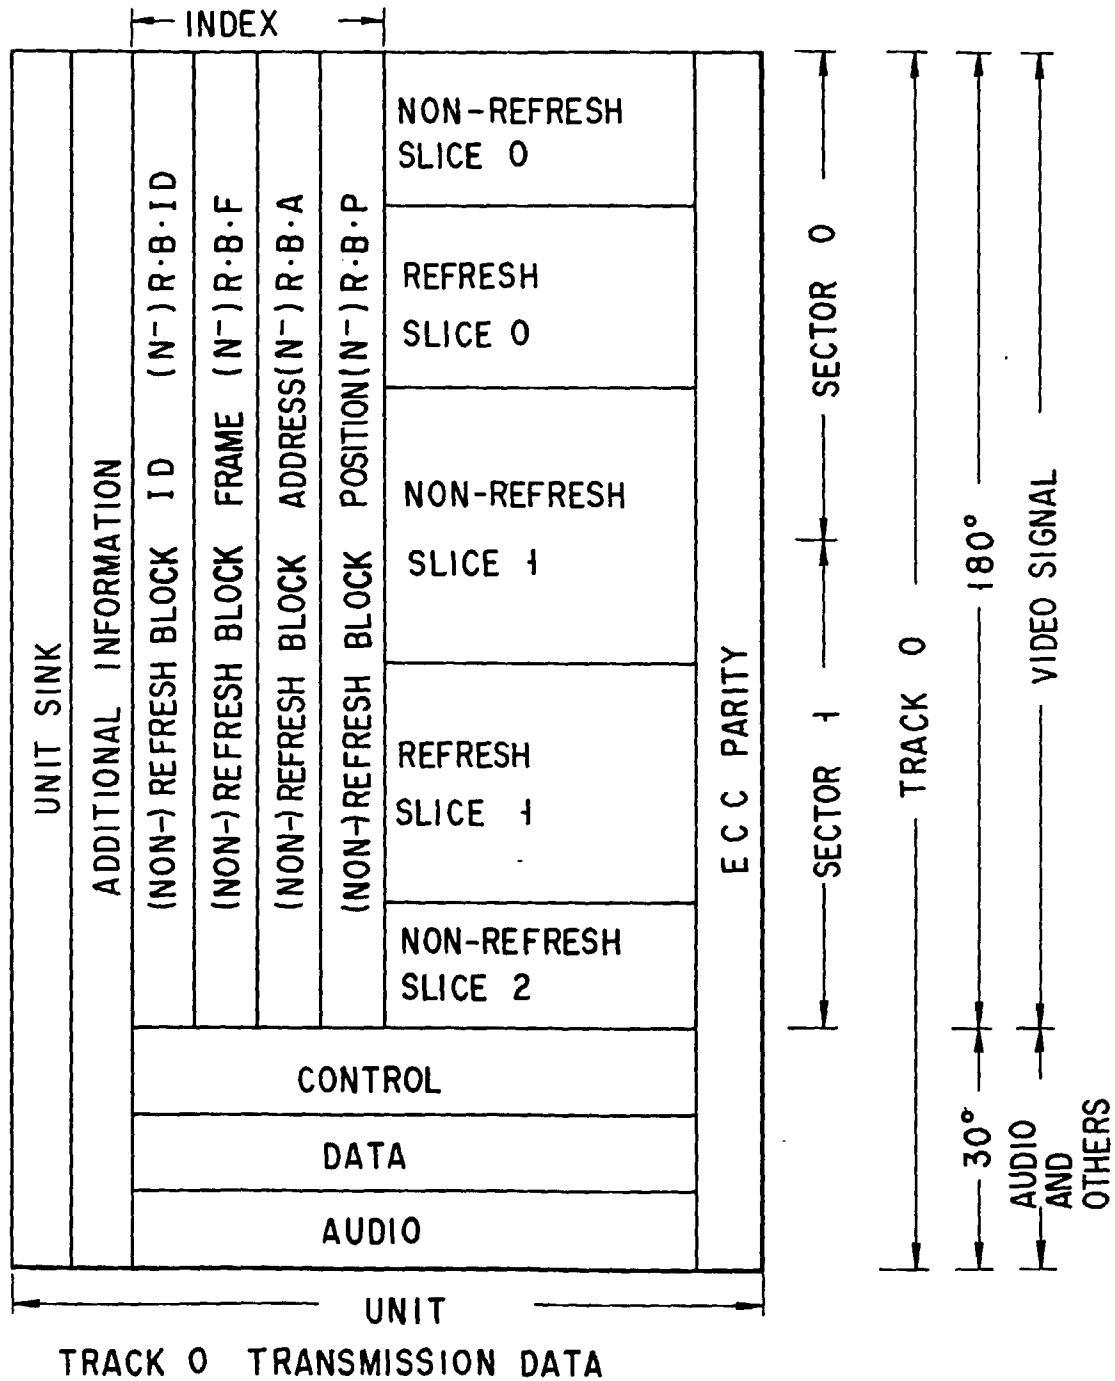 INDEX
UNIT SINK
ADDITIONAL INFORMATION
(NON-)REFRESH BLOCK ID (N-)R·B·ID
(NON-)REFRESH BLOCK FRAME (N-)R·B·F
(NON-)REFRESH BLOCK ADDRESS(N-)R·B·A
(NON-)REFRESH BLOCK POSITION(N-)R·B·P
NON-REFRESH
SLICE 0
REFRESH
SLICE 0
NON-REFRESH
SLICE 1
REFRESH
SLICE 1
NON-REFRESH
SLICE 2
ECC PARITY
SECTOR 0
SECTOR 1
TRACK 0
180°
VIDEO SIGNAL
CONTROL
DATA
AUDIO
30°
AUDIO
AND
OTHERS
UNIT
TRACK 0 TRANSMISSION DATA